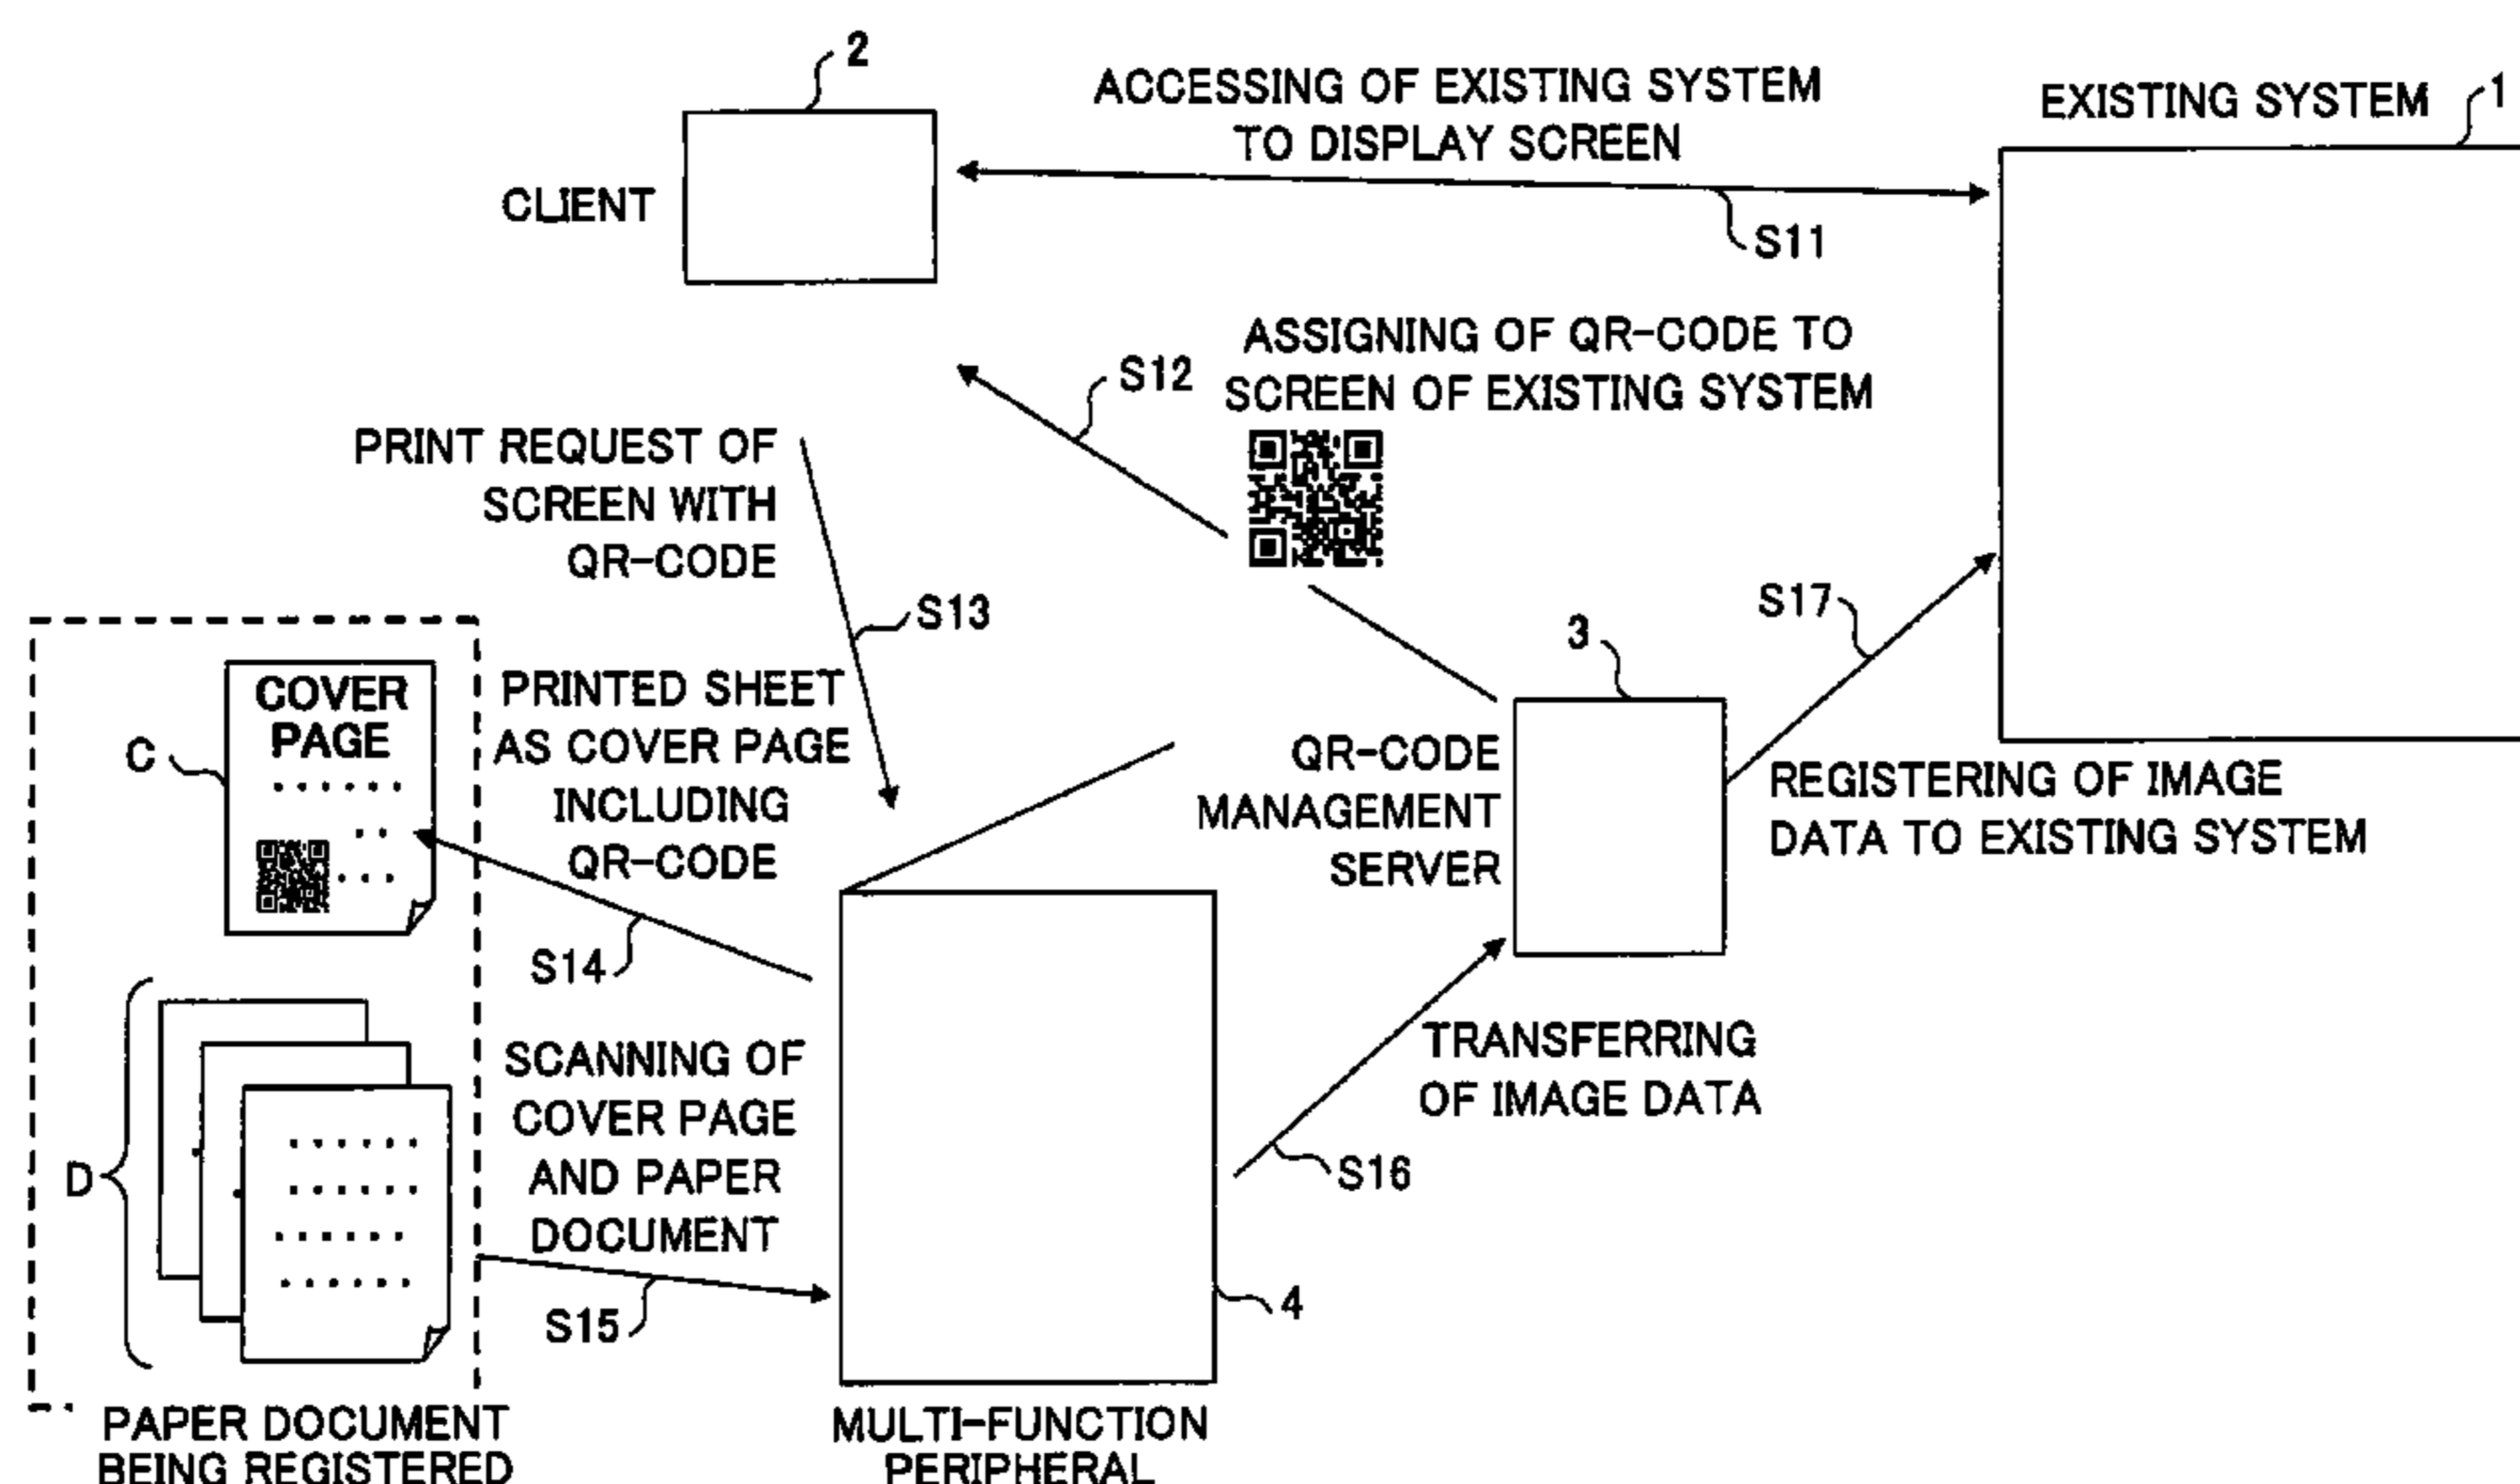 2
ACCESSING OF EXISTING SYSTEM
TO DISPLAY SCREEN
EXISTING SYSTEM
1
CLIENT
S11
ASSIGNING OF QR-CODE TO
SCREEN OF EXISTING SYSTEM
S12
PRINT REQUEST OF
SCREEN WITH
QR-CODE
S13
S17
3
COVER
PAGE
C
PRINTED SHEET
AS COVER PAGE
INCLUDING
QR-CODE
S14
QR-CODE
MANAGEMENT
SERVER
REGISTERING OF IMAGE
DATA TO EXISTING SYSTEM
D
SCANNING OF
COVER PAGE
AND PAPER
DOCUMENT
S15
TRANSFERRING
OF IMAGE DATA
S16
4
PAPER DOCUMENT
BEING REGISTERED
MULTI-FUNCTION
PERIPHERAL